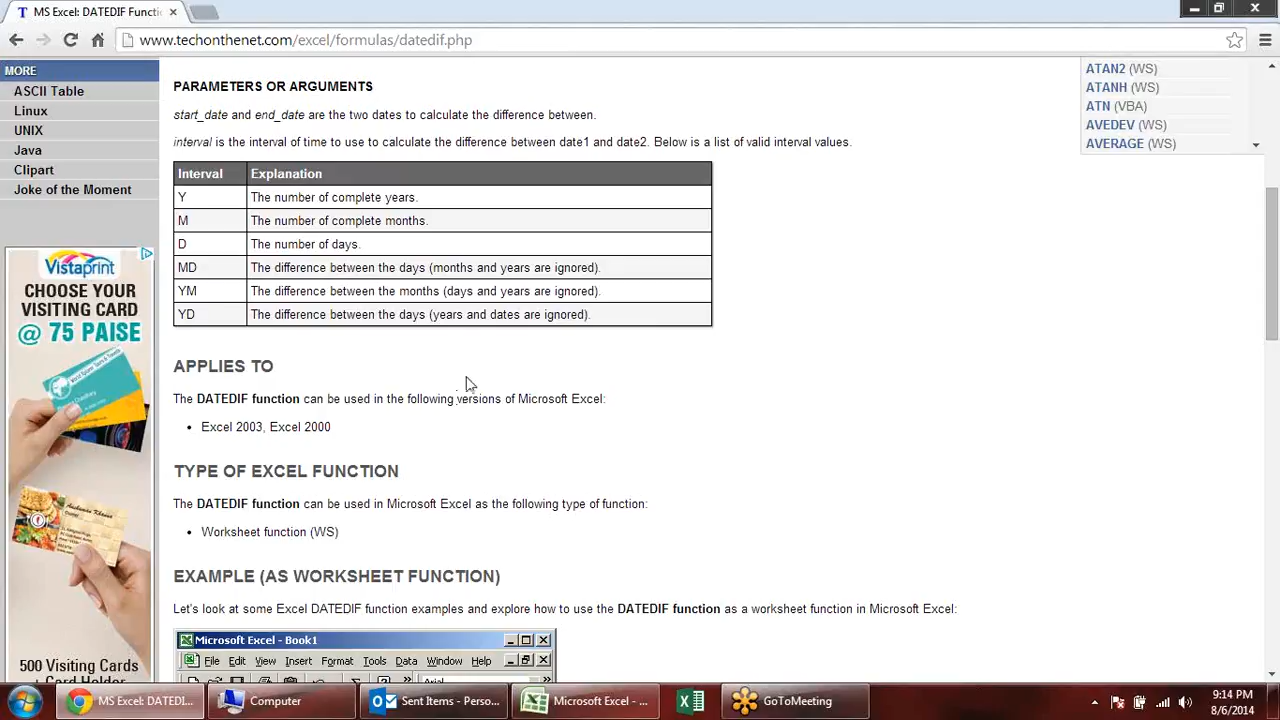 T MS Excel: DATEDIF Functi
www.techonthenet.com/excel/formulas/datedif.php
MORE
ASCII Table
Linux
UNIX
Java
Clipart
Joke of the Moment
Vistaprint
CHOOSE YOUR
VISITING CARD
@ 75 PAISE
500 Visiting Cards
+ Card Holder
PARAMETERS OR ARGUMENTS
start_date and end_date are the two dates to calculate the difference between.
interval is the interval of time to use to calculate the difference between date1 and date2. Below is a list of valid interval values.
Interval Explanation
Y The number of complete years.
M The number of complete months.
D The number of days.
MD The difference between the days (months and years are ignored).
YM The difference between the months (days and years are ignored).
YD The difference between the days (years and dates are ignored).
APPLIES TO
The DATEDIF function can be used in the following versions of Microsoft Excel:
• Excel 2003, Excel 2000
TYPE OF EXCEL FUNCTION
The DATEDIF function can be used in Microsoft Excel as the following type of function:
• Worksheet function (WS)
EXAMPLE (AS WORKSHEET FUNCTION)
Let's look at some Excel DATEDIF function examples and explore how to use the DATEDIF function as a worksheet function in Microsoft Excel:
Microsoft Excel - Book1
File Edit View Insert Format Tools Data Window Help
Arial
ATAN2 (WS)
ATANH (WS)
ATN (VBA)
AVEDEV (WS)
AVERAGE (WS)
MS Excel: DATEDI...
Computer
Sent Items - Perso...
Microsoft Excel - ...
GoToMeeting
9:14 PM
8/6/2014